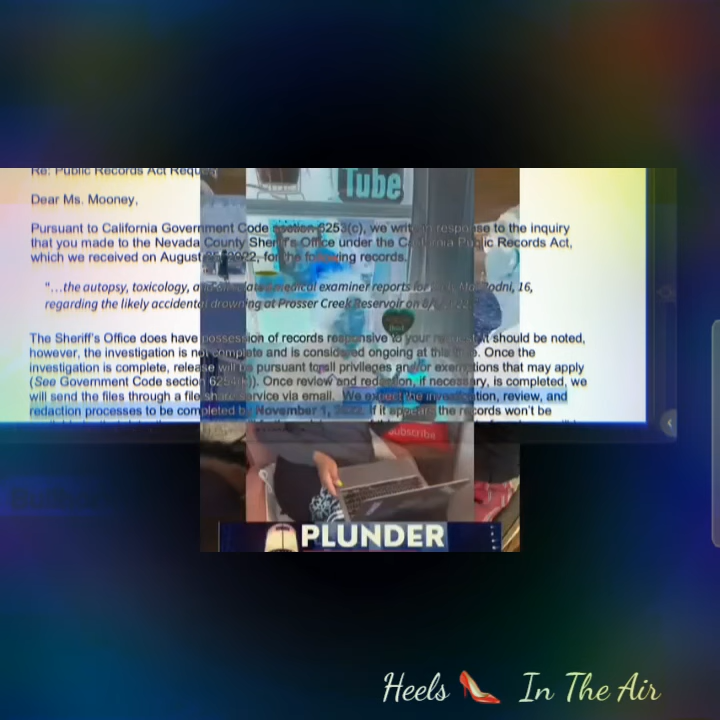 Re: Public Records Act Request
Tube
Dear Ms. Mooney,
Pursuant to California Government Code section 6253(c), we write in response to the inquiry
that you made to the Nevada County Sheriff's Office under the California Public Records Act,
which we received on August 2022, for the following records.
"…the autopsy, toxicology, and medical examiner reports for Rodni, 16,
regarding the likely accidental drowning at Prosser Creek Reservoir on
The Sheriff's Office does have possession of records responsive to your It should be noted,
however, the investigation is not complete and is considered ongoing at this time. Once the
investigation is complete, release will be pursuant to all privileges and/or exemptions that may apply
(See Government Code section 6254(k)). Once review and redaction, if necessary, is completed, we
will send the files through a file share service via email. We expect the investigation, review, and
redaction processes to be completed by November 1, 2022. If it appears the records won't be
Subscribe
PLUNDER
Heels 👠 In The Air